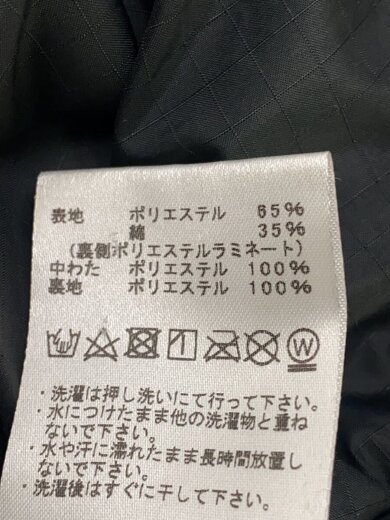 表地 ポリエステル 65%
綿 35%
(裏側ポリエステルラミネート)
中わた ポリエステル 100%
裏地 ポリエステル 100%
W
・洗濯は押し洗いにて行って下さい。
・水につけたまま他の洗濯物と重ね
ないで下さい。
・水や汗に濡れたまま長時間放置し
ないで下さい。
・洗濯後はすぐに干して下さい。